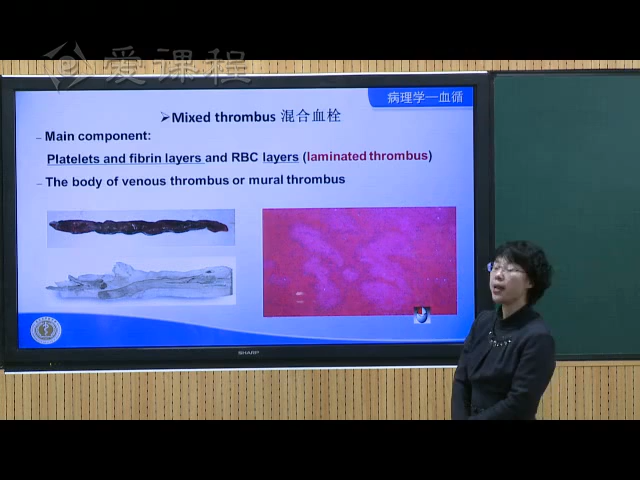 爱课程
病理学—血循
➢Mixed thrombus 混合血栓
– Main component:
Platelets and fibrin layers and RBC layers (laminated thrombus)
– The body of venous thrombus or mural thrombus
SHARP